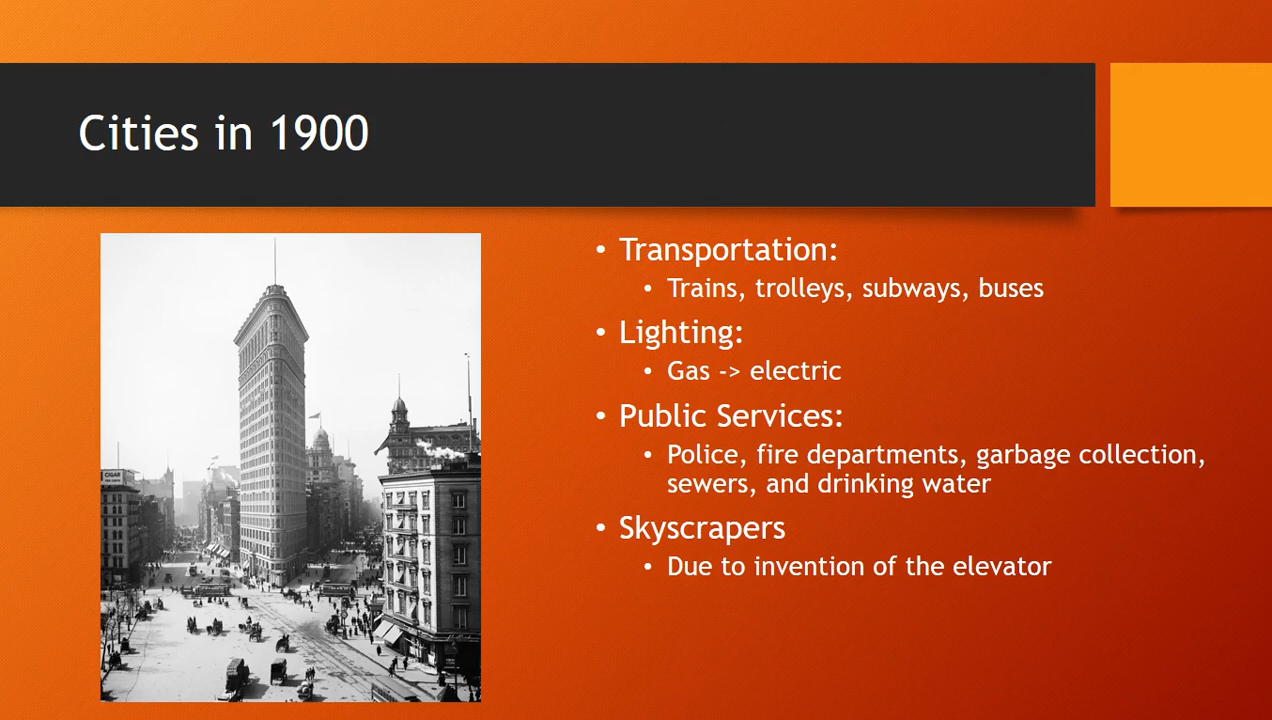 Cities in 1900
• Transportation:
• Trains, trolleys, subways, buses
• Lighting:
• Gas -> electric
• Public Services:
• Police, fire departments, garbage collection,
sewers, and drinking water
• Skyscrapers
• Due to invention of the elevator
CIGAR